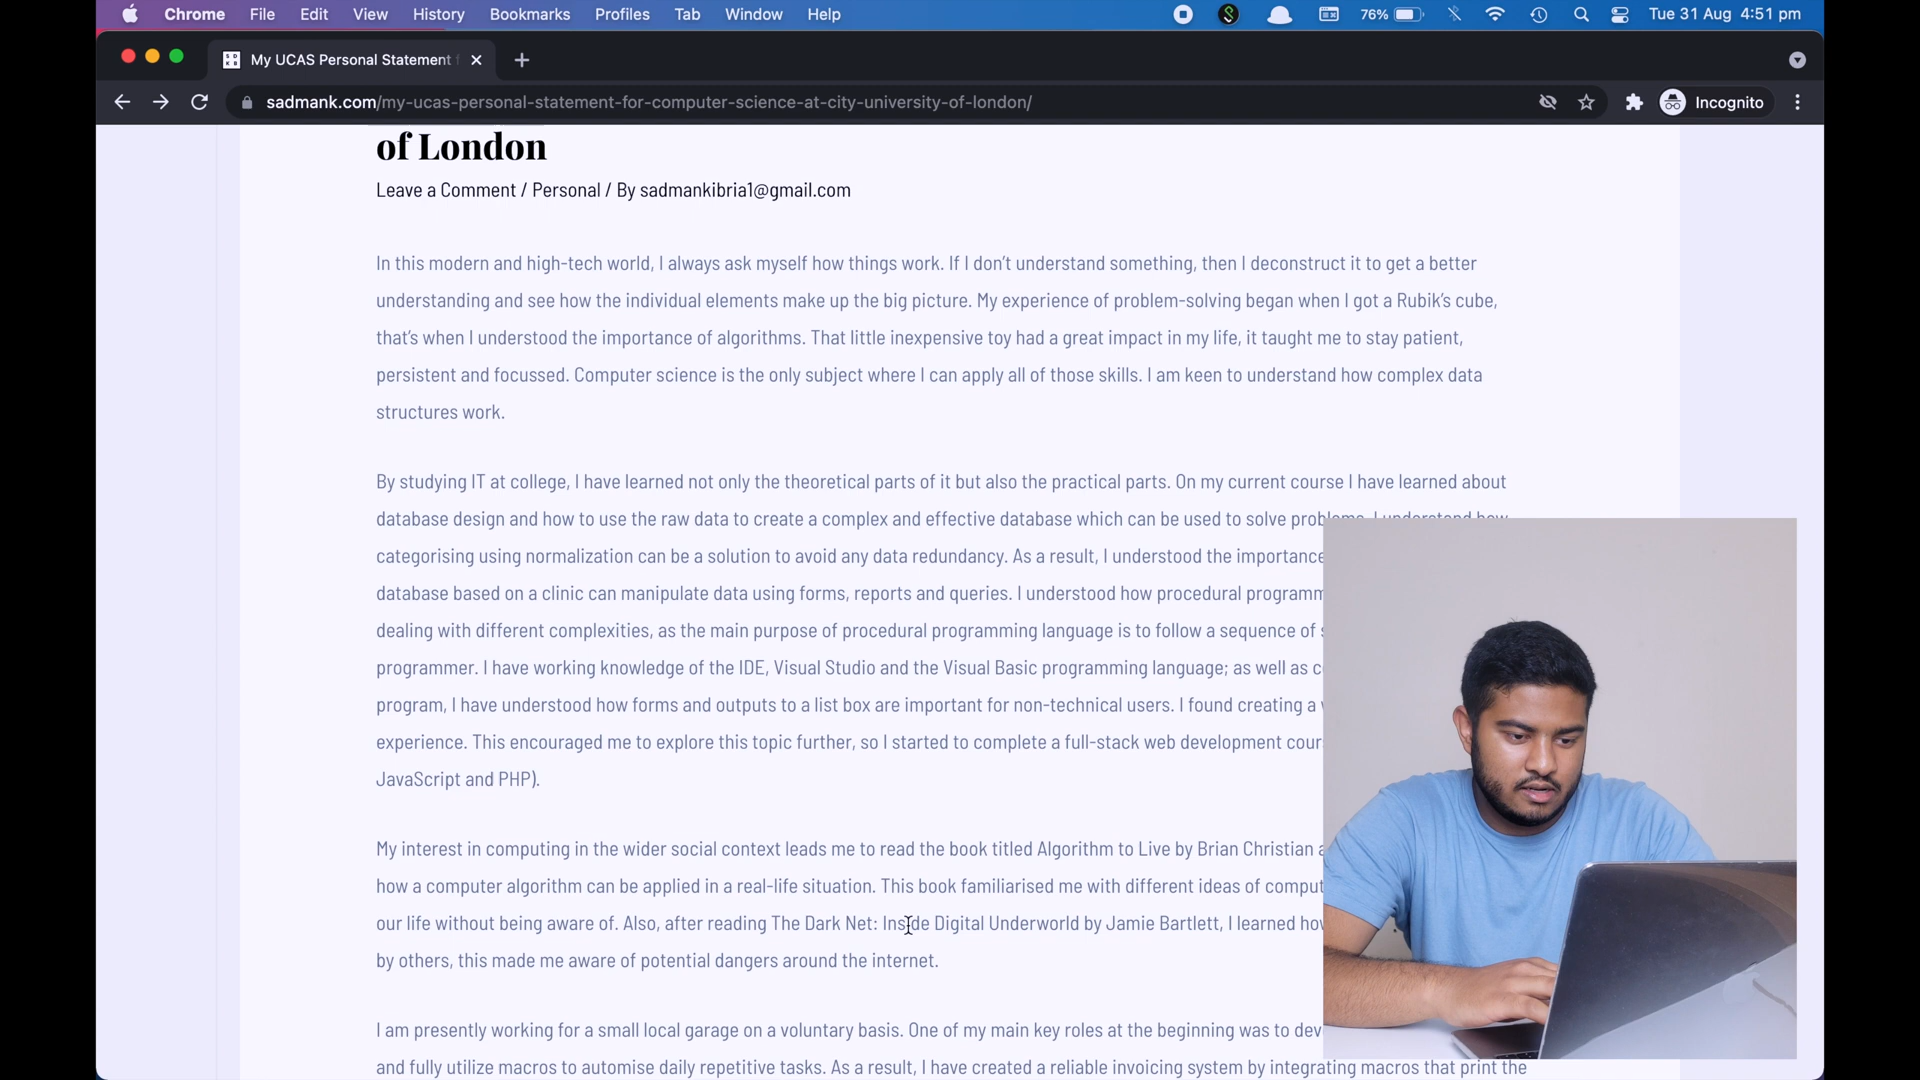 Chrome File Edit View History Bookmarks Profiles Tab Window Help 76% Tue 31 Aug 4:51 pm
My UCAS Personal Statement
sadmank.com/my-ucas-personal-statement-for-computer-science-at-city-university-of-london/ Incognito
of London
Leave a Comment / Personal / By sadmankibria1@gmail.com
In this modern and high-tech world, I always ask myself how things work. If I don't understand something, then I deconstruct it to get a better
understanding and see how the individual elements make up the big picture. My experience of problem-solving began when I got a Rubik's cube,
that's when I understood the importance of algorithms. That little inexpensive toy had a great impact in my life, it taught me to stay patient,
persistent and focussed. Computer science is the only subject where I can apply all of those skills. I am keen to understand how complex data
structures work.
By studying IT at college, I have learned not only the theoretical parts of it but also the practical parts. On my current course I have learned about
database design and how to use the raw data to create a complex and effective database which can be used to solve problems. I understand how
categorising using normalization can be a solution to avoid any data redundancy. As a result, I understood the importance
database based on a clinic can manipulate data using forms, reports and queries. I understood how procedural
dealing with different complexities, as the main purpose of procedural programming language is to follow a sequence of
programmer. I have working knowledge of the IDE, Visual Studio and the Visual Basic programming language; as well as
program, I have understood how forms and outputs to a list box are important for non-technical users. I found creating a
experience. This encouraged me to explore this topic further, so I started to complete a full-stack web development
JavaScript and PHP).
My interest in computing in the wider social context leads me to read the book titled Algorithm to Live by Brian Christian
how a computer algorithm can be applied in a real-life situation. This book familiarised me with different ideas of
our life without being aware of. Also, after reading The Dark Net: Inside Digital Underworld by Jamie Bartlett, I learned
by others, this made me aware of potential dangers around the internet.
I am presently working for a small local garage on a voluntary basis. One of my main key roles at the beginning was to
and fully utilize macros to automise daily repetitive tasks. As a result, I have created a reliable invoicing system by integrating macros that print the